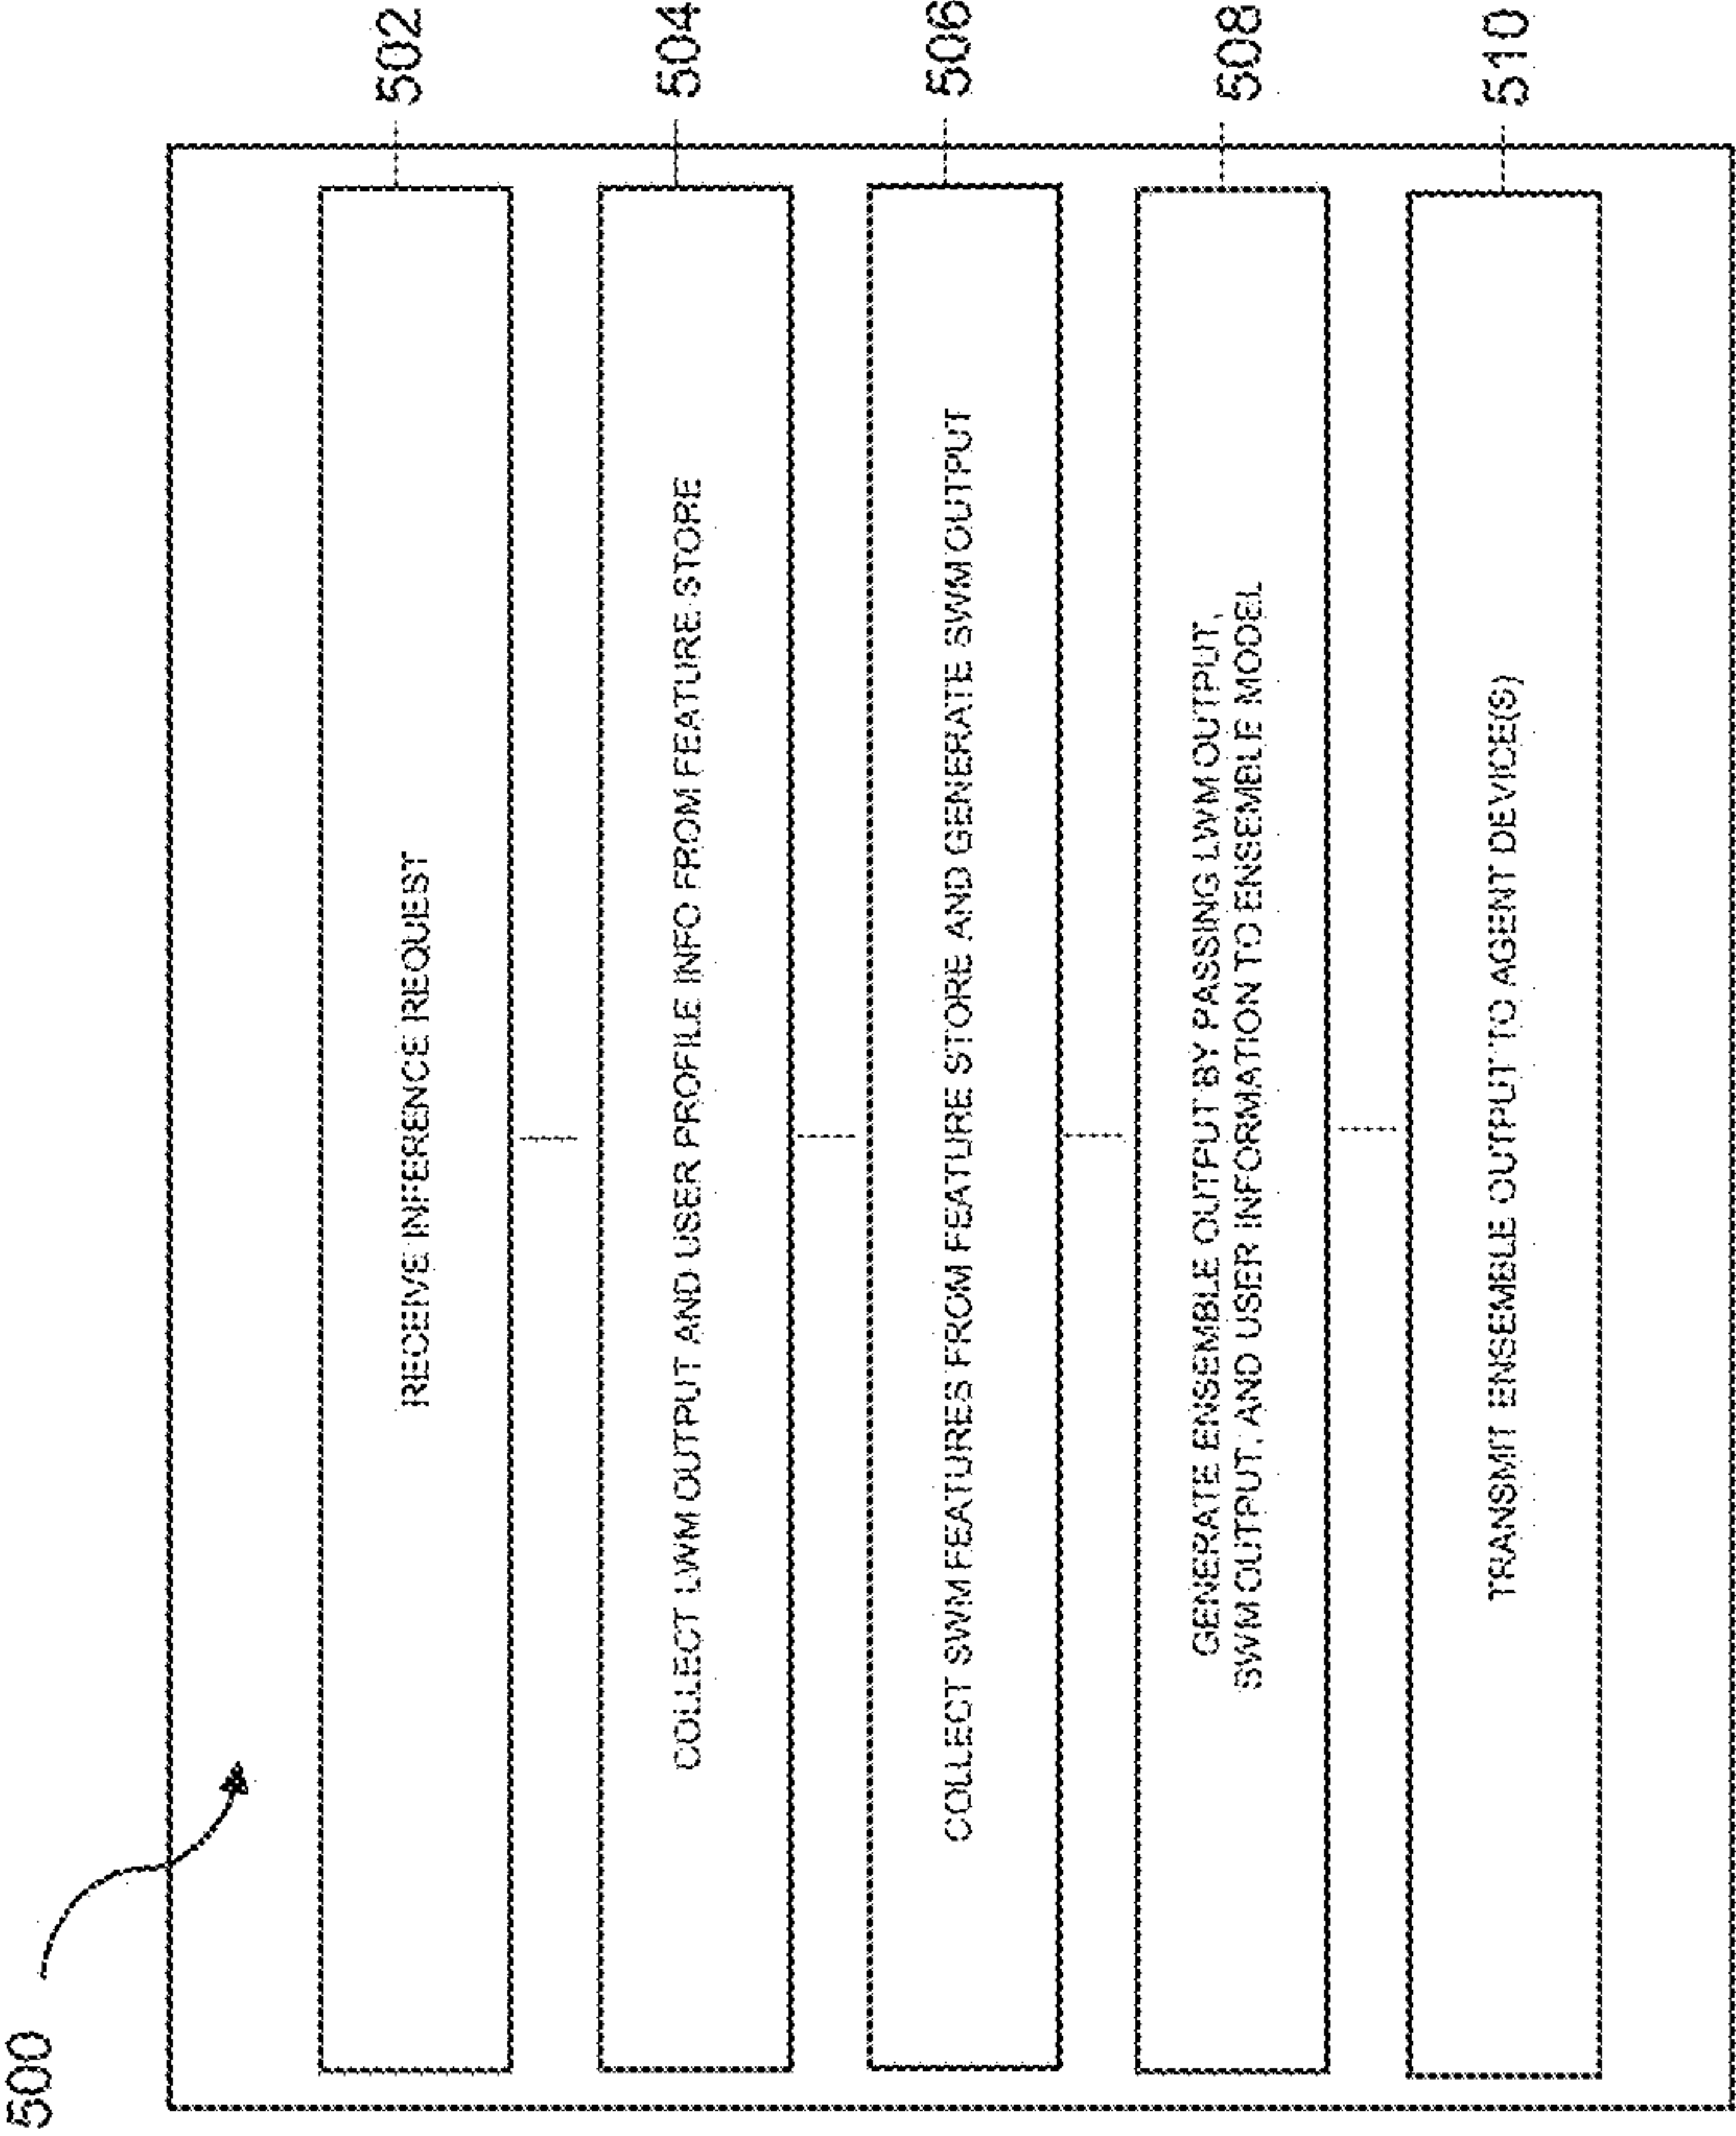 500
RECEIVE INFERENCE REQUEST
502
COLLECT LWM OUTPUT AND USER PROFILE INFO FROM FEATURE STORE
504
COLLECT SWM FEATURES FROM FEATURE STORE AND GENERATE SWM OUTPUT
506
GENERATE ENSEMBLE OUTPUT BY PASSING LWM OUTPUT,
SWM OUTPUT, AND USER INFORMATION TO ENSEMBLE MODEL
508
TRANSMIT ENSEMBLE OUTPUT TO AGENT DEVICE(S)
510